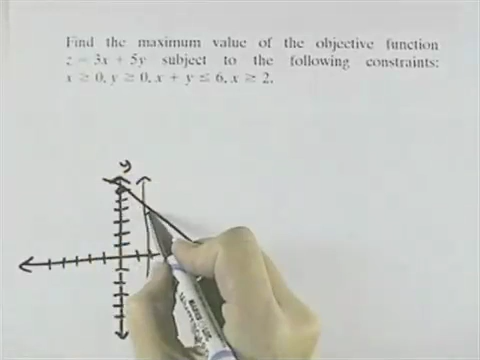 Find the maximum value of the objective function
z = 3x + 5y subject to the following constraints:
x ≥ 0, y ≥ 0, x + y ≤ 6, x ≥ 2.
y